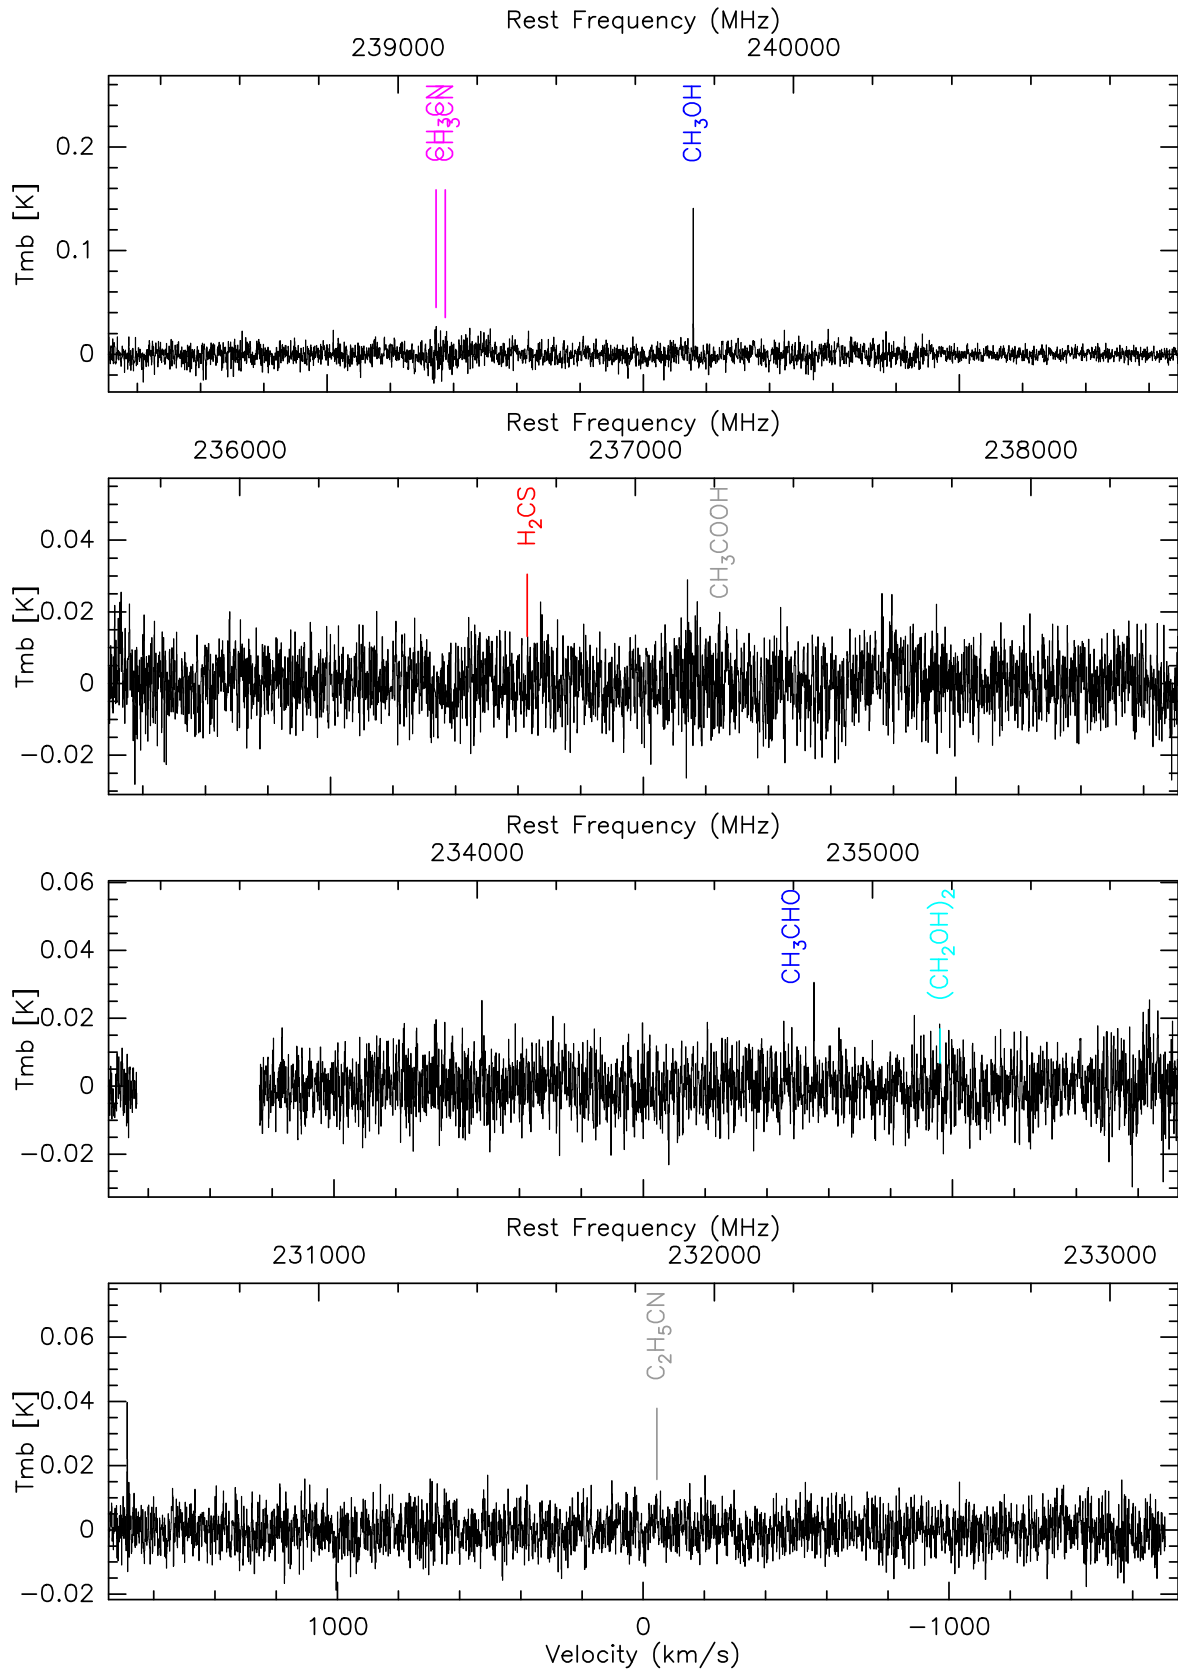 Rest Frequency (MHz)
239000 240000
CH₃CN CH₃CN CH₃OH
0.2
0.1
0
Tmb [K]
Rest Frequency (MHz)
236000 237000 238000
H₂CS CH₃COOH
0.04
0.02
0
−0.02
Tmb [K]
Rest Frequency (MHz)
234000 235000
CH₃CHO (CH₂OH)₂
0.06
0.04
0.02
0
−0.02
Tmb [K]
Rest Frequency (MHz)
231000 232000 233000
C₂H₅CN
0.06
0.04
0.02
0
−0.02
Tmb [K]
1000 0 −1000
Velocity (km/s)